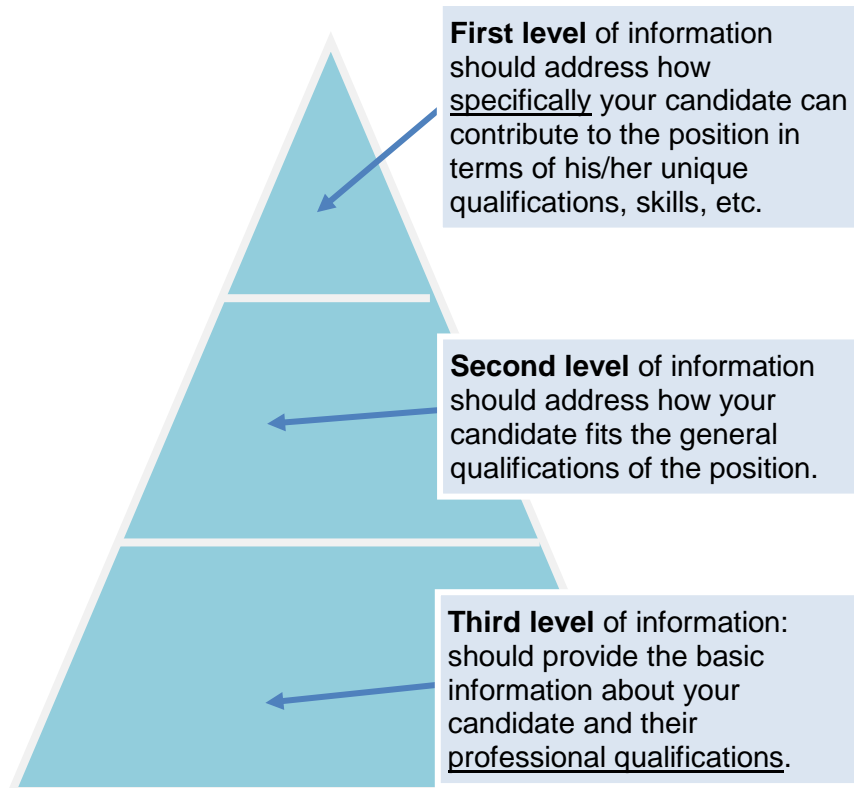 First level of information
should address how
specifically your candidate can
contribute to the position in
terms of his/her unique
qualifications, skills, etc.
Second level of information
should address how your
candidate fits the general
qualifications of the position.
Third level of information:
should provide the basic
information about your
candidate and their
professional qualifications.